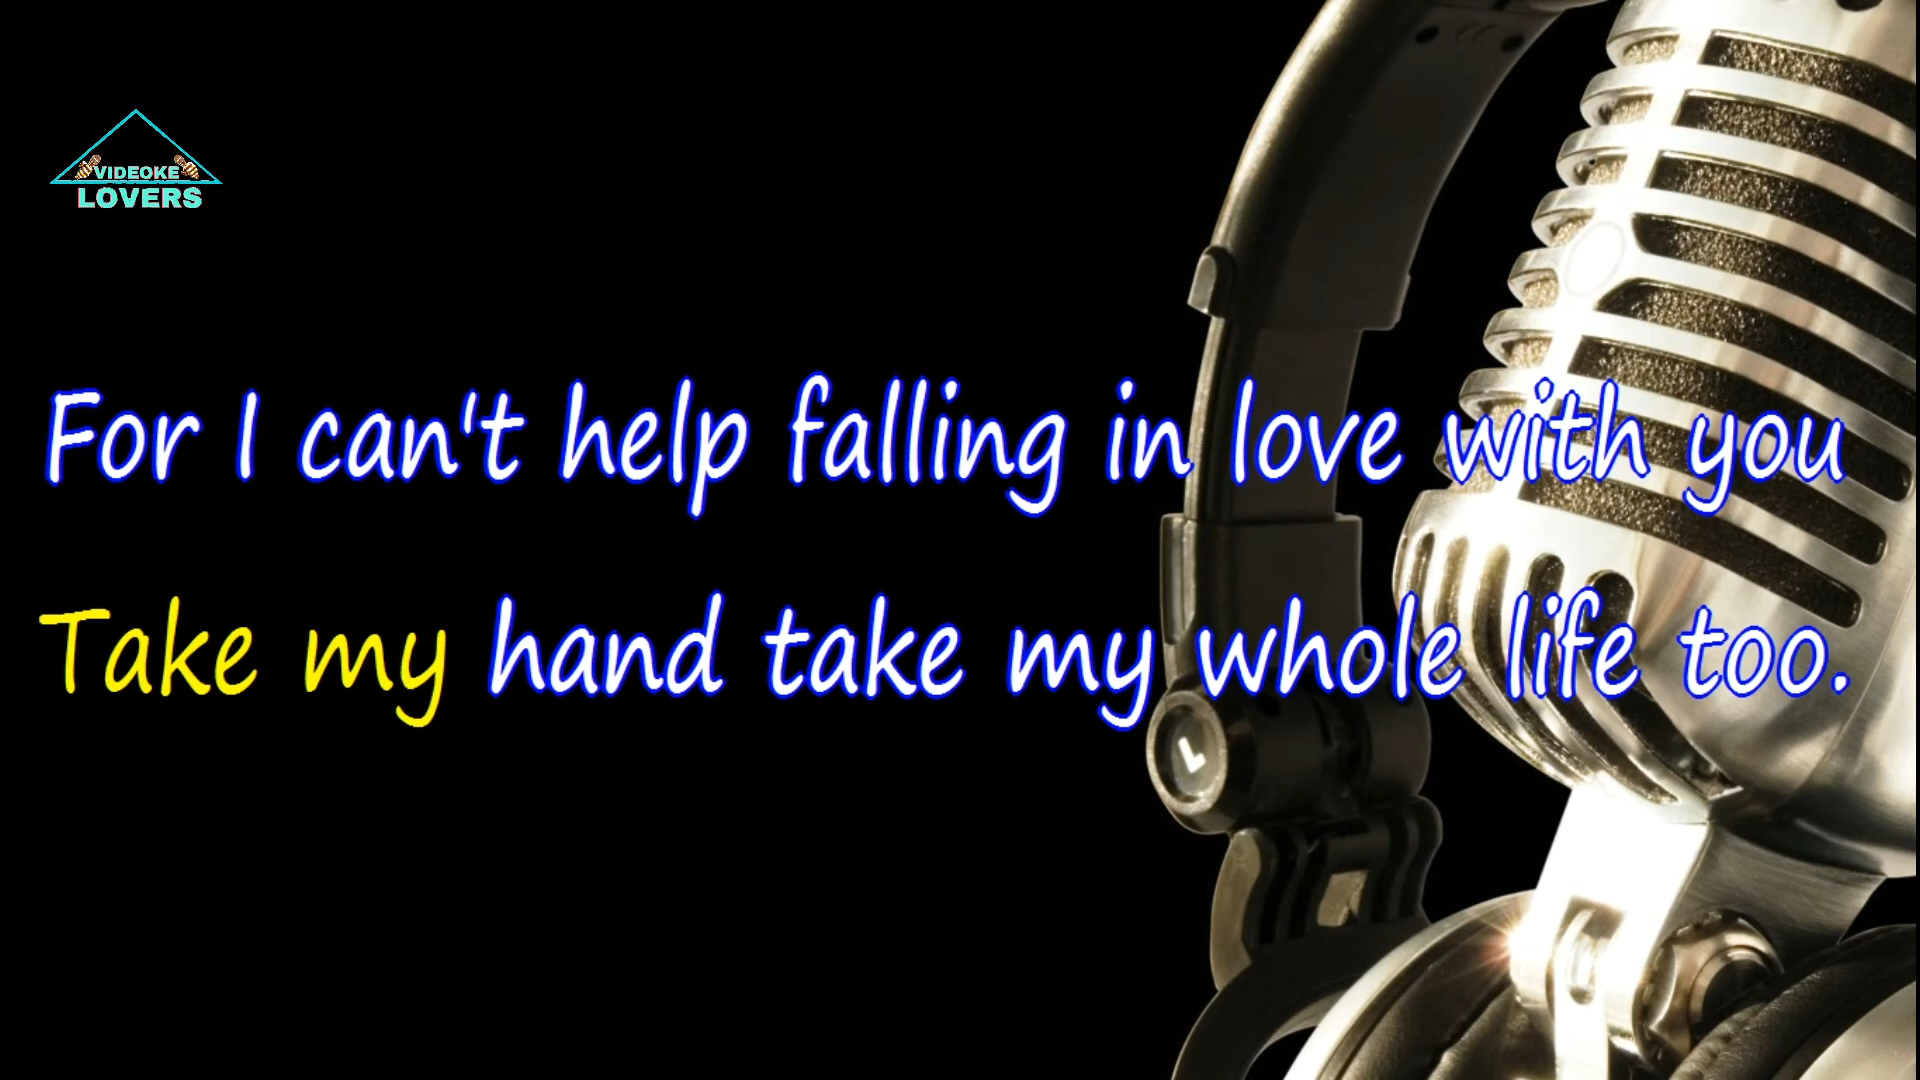 VIDEOKE
LOVERS
For I can't help falling in love with you
Take my hand take my whole life too.
L